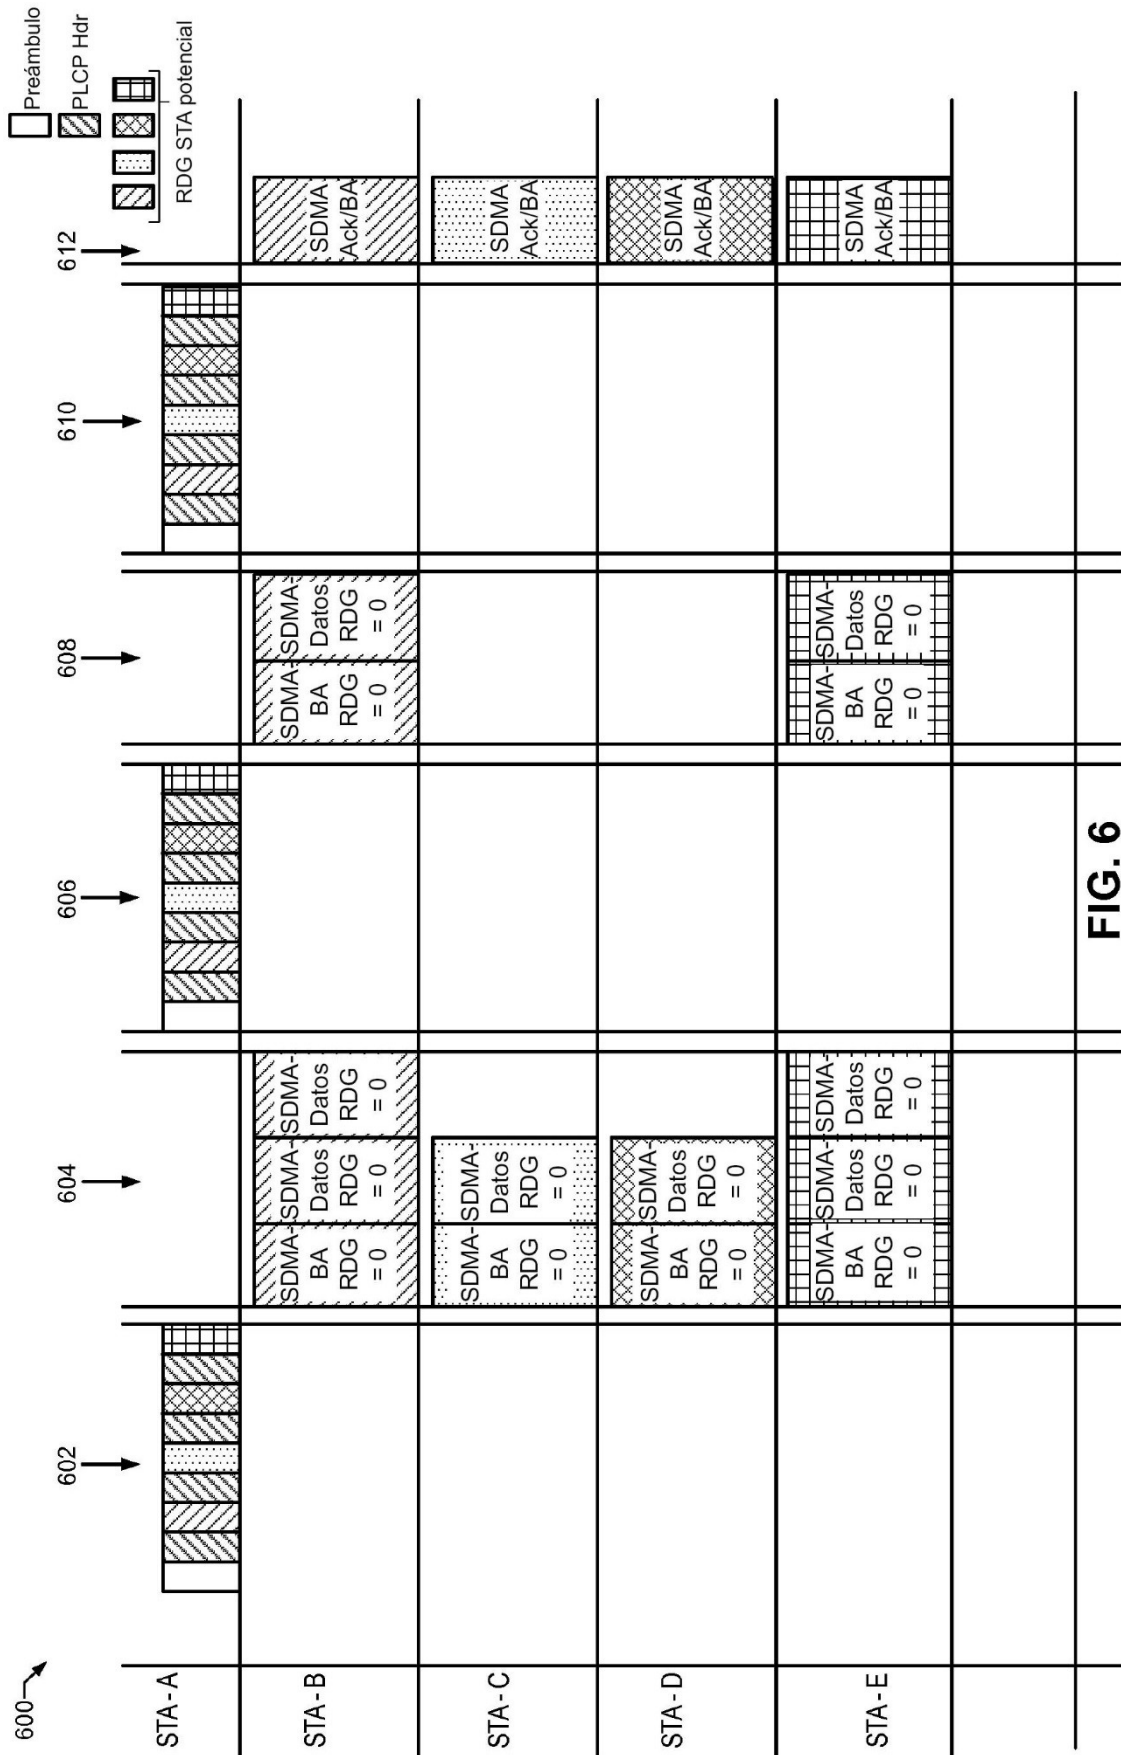 600
602
604
606
608
610
612
Preámbulo
PLCP Hdr
RDG STA potencial
STA-A
STA-B
SDMA-
BA
RDG
= 0
SDMA-
Datos
RDG
= 0
SDMA-
Datos
RDG
= 0
SDMA-
BA
RDG
= 0
SDMA-
Datos
RDG
= 0
SDMA
Ack/BA
STA-C
SDMA-
BA
RDG
= 0
SDMA-
Datos
RDG
= 0
SDMA
Ack/BA
STA-D
SDMA-
BA
RDG
= 0
SDMA-
Datos
RDG
= 0
SDMA
Ack/BA
STA-E
SDMA-
BA
RDG
= 0
SDMA-
Datos
RDG
= 0
SDMA-
Datos
RDG
= 0
SDMA-
BA
RDG
= 0
SDMA-
Datos
RDG
= 0
SDMA
Ack/BA
FIG. 6